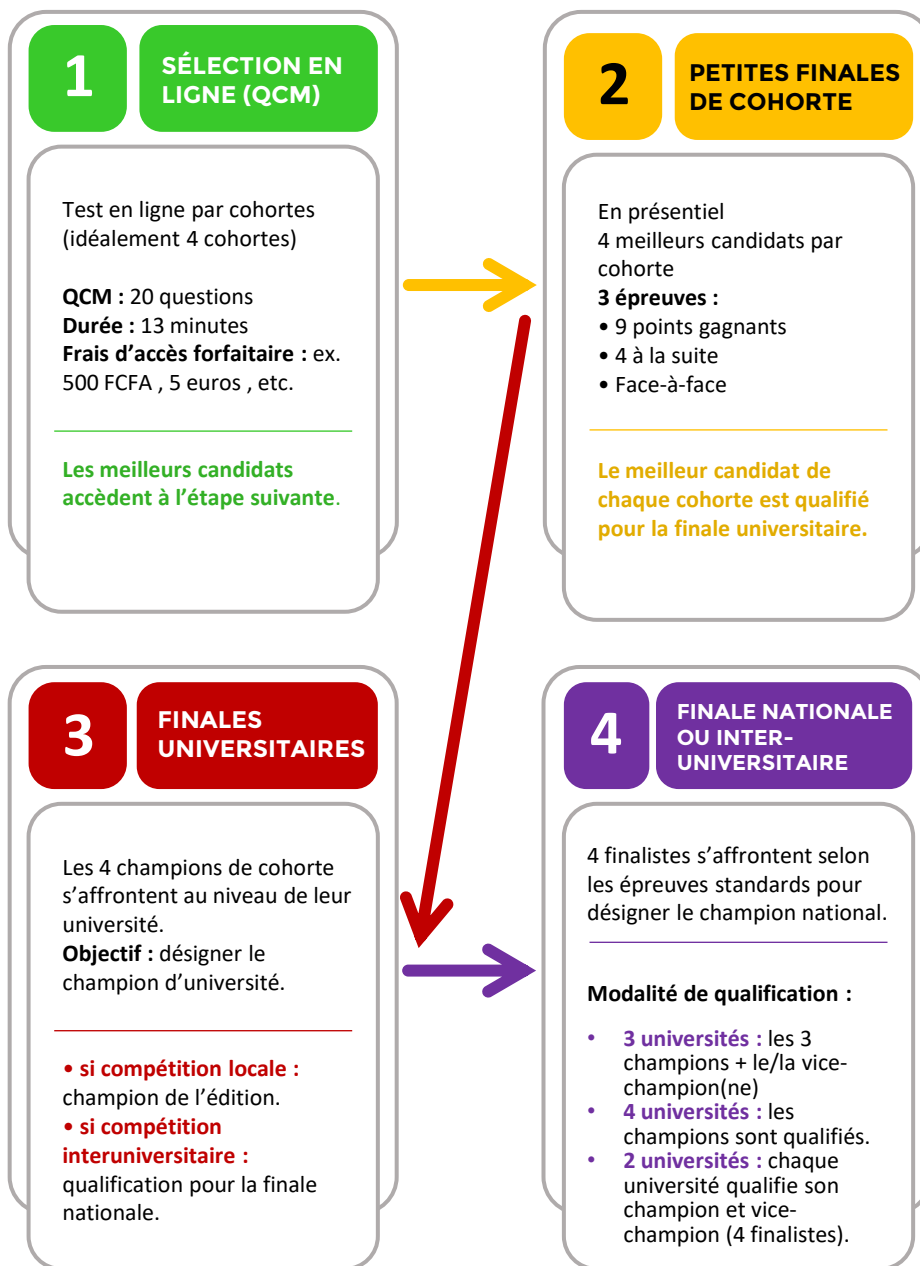 1
SÉLECTION EN
LIGNE (QCM)
Test en ligne par cohortes
(idéalement 4 cohortes)
QCM : 20 questions
Durée : 13 minutes
Frais d’accès forfaitaire : ex.
500 FCFA , 5 euros , etc.
Les meilleurs candidats
accèdent à l’étape suivante.
2
PETITES FINALES
DE COHORTE
En présentiel
4 meilleurs candidats par
cohorte
3 épreuves :
• 9 points gagnants
• 4 à la suite
• Face-à-face
Le meilleur candidat de
chaque cohorte est qualifié
pour la finale universitaire.
3
FINALES
UNIVERSITAIRES
Les 4 champions de cohorte
s’affrontent au niveau de leur
université.
Objectif : désigner le
champion d’université.
• si compétition locale :
champion de l’édition.
• si compétition
interuniversitaire :
qualification pour la finale
nationale.
4
FINALE NATIONALE
OU INTER-
UNIVERSITAIRE
4 finalistes s’affrontent selon
les épreuves standards pour
désigner le champion national.
Modalité de qualification :
• 3 universités : les 3
champions + le/la vice-
champion(ne)
• 4 universités : les
champions sont qualifiés.
• 2 universités : chaque
université qualifie son
champion et vice-
champion (4 finalistes).